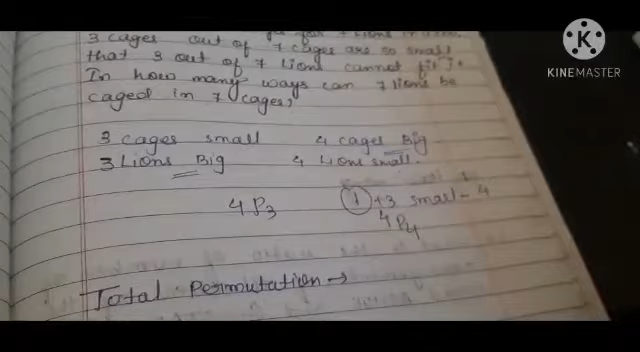 3 cages out of 7 cages are so small
that 3 out of 7 lions cannot fit
In how many ways can 7 lions be
caged in 7 cages,
3 cages small 4 cages Big
3 Lions Big 4 Lions small.
4P3 1 +3 small - 4
4P4
Total Permutation →
KINEMASTER